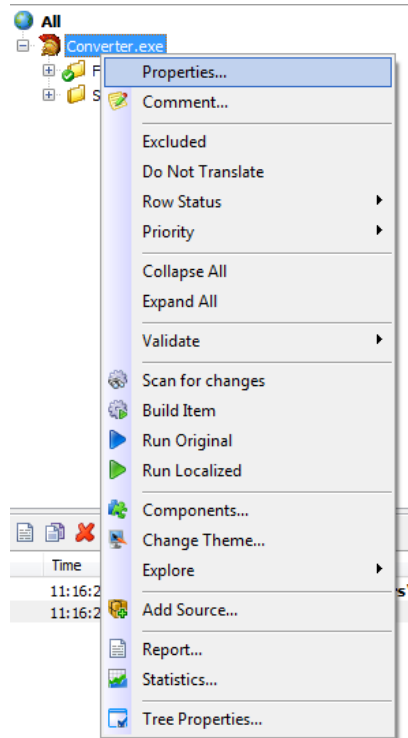 All
Converter.exe
F
S
Properties...
Comment...
Excluded
Do Not Translate
Row Status
Priority
Collapse All
Expand All
Validate
Scan for changes
Build Item
Run Original
Run Localized
Components...
Change Theme...
Explore
Add Source...
Report...
Statistics...
Tree Properties...
Time
11:16:2
11:16:2